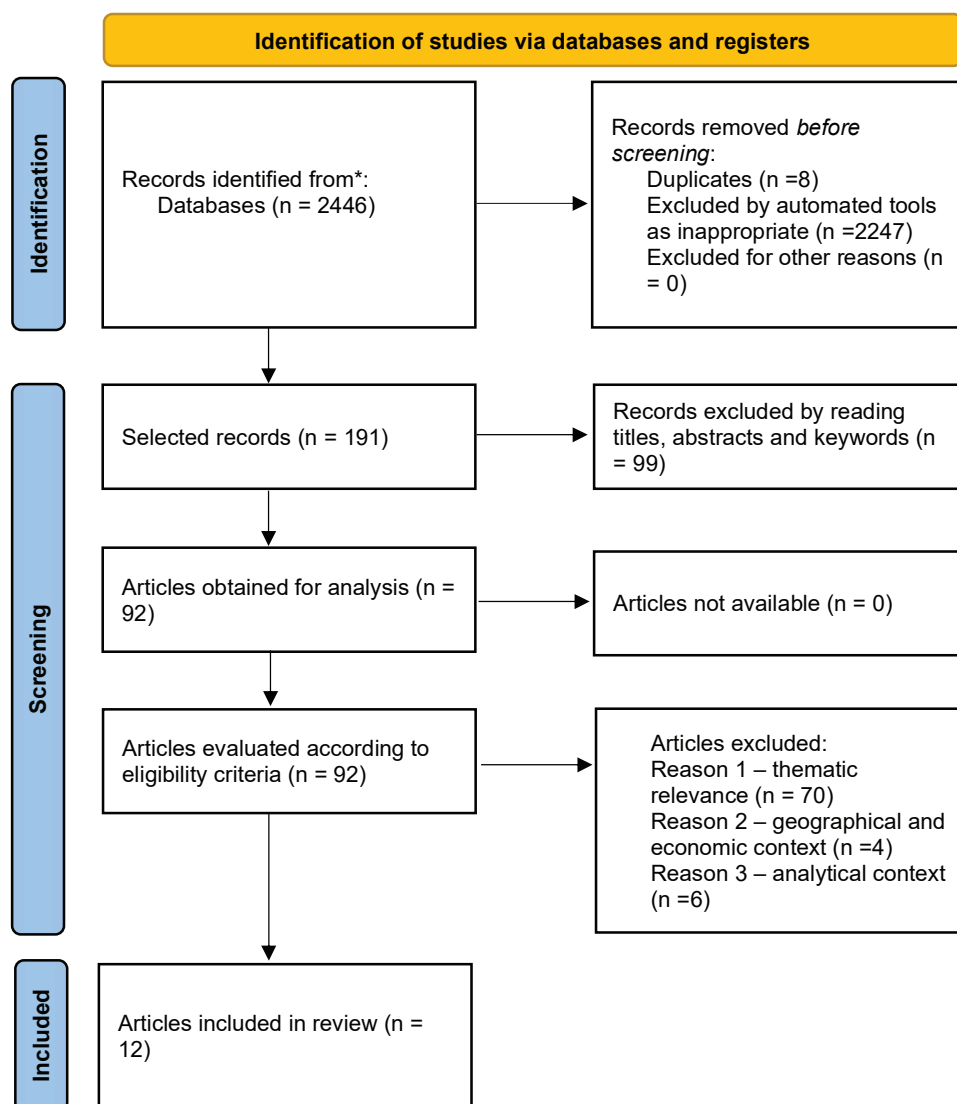 Identification of studies via databases and registers
Identification
Records identified from*:
Databases (n = 2446)
Records removed before
screening:
Duplicates (n =8)
Excluded by automated tools
as inappropriate (n =2247)
Excluded for other reasons (n
= 0)
Screening
Selected records (n = 191)
Records excluded by reading
titles, abstracts and keywords (n
= 99)
Articles obtained for analysis (n =
92)
Articles not available (n = 0)
Articles evaluated according to
eligibility criteria (n = 92)
Articles excluded:
Reason 1 – thematic
relevance (n = 70)
Reason 2 – geographical and
economic context (n =4)
Reason 3 – analytical context
(n =6)
Included
Articles included in review (n =
12)